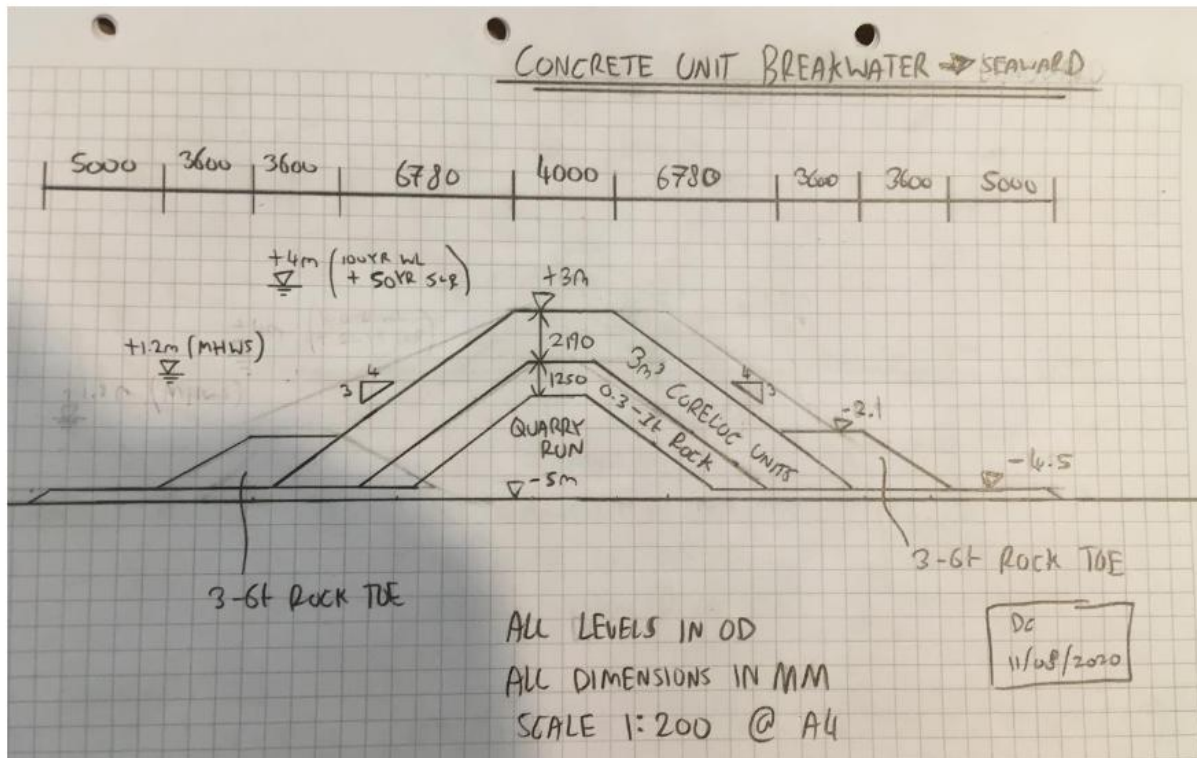 CONCRETE UNIT BREAKWATER → SEAWARD
5000 3600 3600 6780 4000 6780 3600 3600 5000
+4m (100YR WL
+ 50YR SLR)
+3m
+1.2m (MHWS)
2190
4
3
1250
3m³ CORELOC UNITS
4
3
0.3-1t ROCK
-2.1
QUARRY
RUN
-4.5
-5m
3-6t ROCK TOE
3-6t ROCK TOE
ALL LEVELS IN OD
ALL DIMENSIONS IN MM
SCALE 1:200 @ A4
DC
11/08/2020